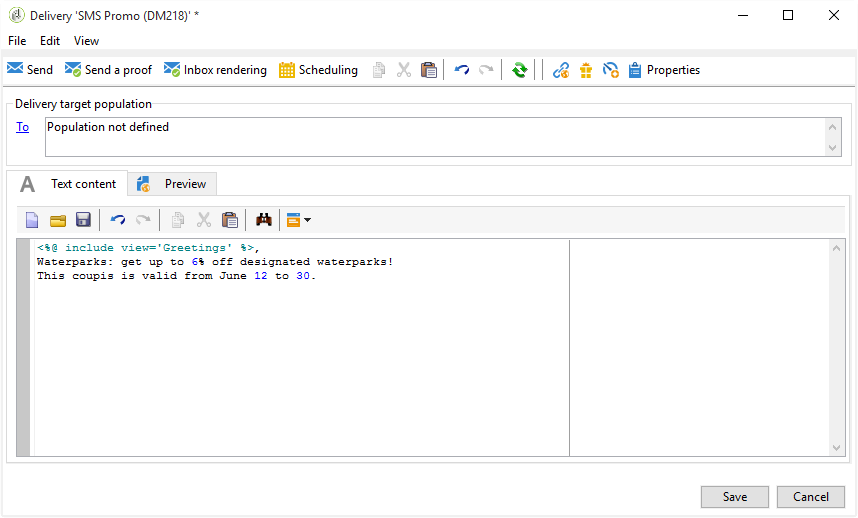 Delivery 'SMS Promo (DM218)' *
File Edit View
Send Send a proof Inbox rendering Scheduling Properties
Delivery target population
To Population not defined
A Text content Preview
<%@ include view='Greetings' %>,
Waterparks: get up to 6% off designated waterparks!
This coupis is valid from June 12 to 30.
Save Cancel